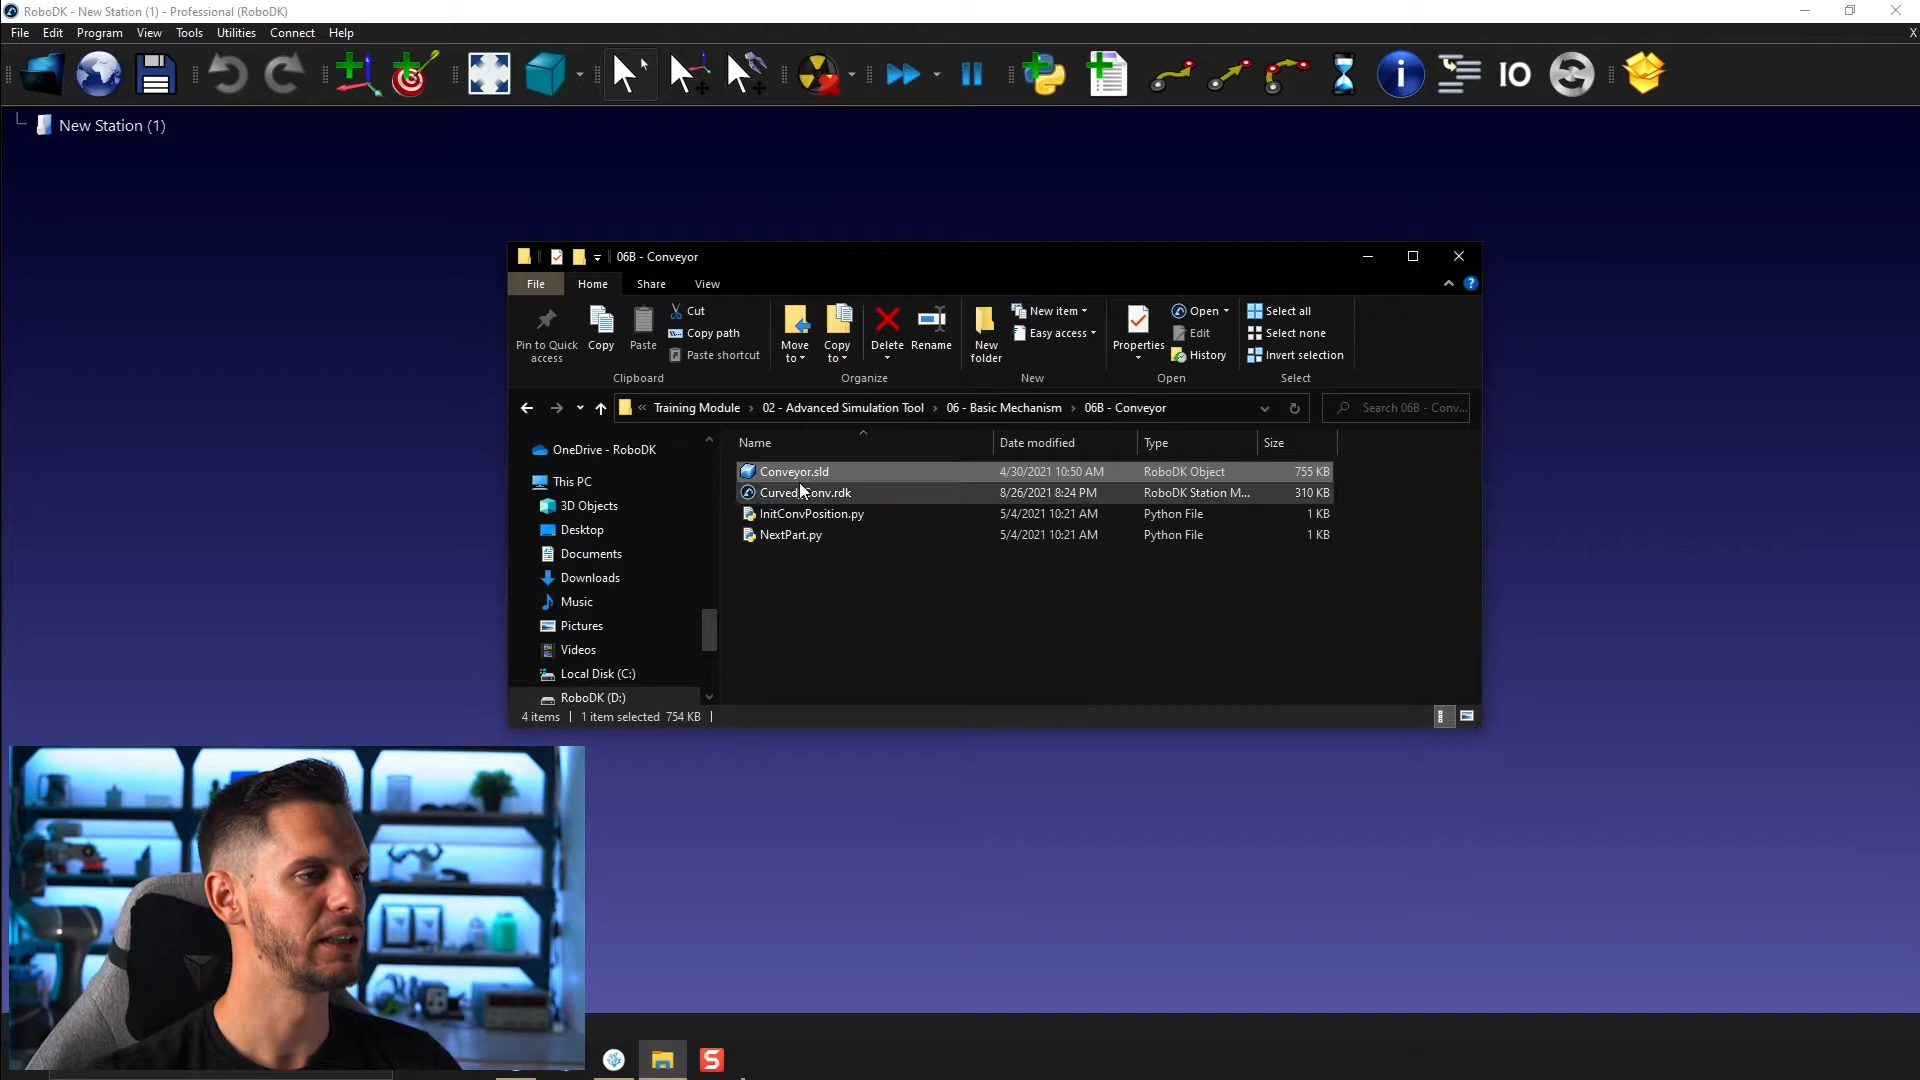 RoboDK - New Station (1) - Professional (RoboDK)
File Edit Program View Tools Utilities Connect Help X
IO
New Station (1)
06B - Conveyor
File Home Share View
Pin to Quick access
Copy
Paste
Cut
Copy path
Paste shortcut
Clipboard
Move to
Copy to
Delete
Rename
Organize
New folder
New item
Easy access
New
Properties
Open
Edit
History
Open
Select all
Select none
Invert selection
Select
« Training Module › 02 - Advanced Simulation Tool › 06 - Basic Mechanism › 06B - Conveyor
Search 06B - Conv...
OneDrive - RoboDK
This PC
3D Objects
Desktop
Documents
Downloads
Music
Pictures
Videos
Local Disk (C:)
RoboDK (D:)
Name Date modified Type Size
Conveyor.sld 4/30/2021 10:50 AM RoboDK Object 755 KB
8/26/2021 8:24 PM RoboDK Station M... 310 KB
InitConvPosition.py 5/4/2021 10:21 AM Python File 1 KB
NextPart.py 5/4/2021 10:21 AM Python File 1 KB
4 items 1 item selected 754 KB
S